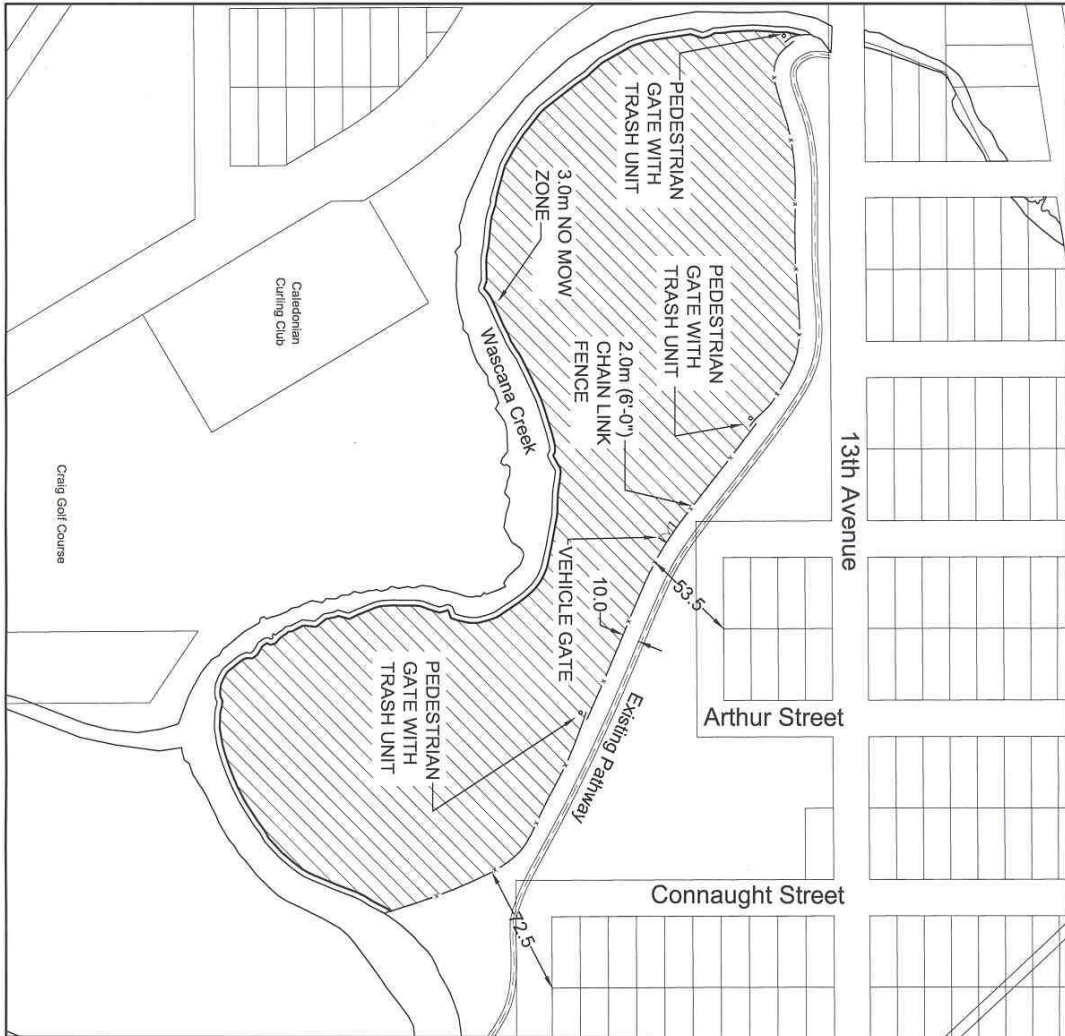 PEDESTRIAN
GATE WITH
TRASH UNIT
3.0m NO MOW
ZONE
PEDESTRIAN
GATE WITH
TRASH UNIT
2.0m (6'-0")
CHAIN LINK
FENCE
13th Avenue
Caledonian
Curling Club
Wascana Creek
Craig Golf Course
VEHICLE GATE
10.0
53.5
PEDESTRIAN
GATE WITH
TRASH UNIT
Existing Pathway
Arthur Street
Connaught Street
72.5